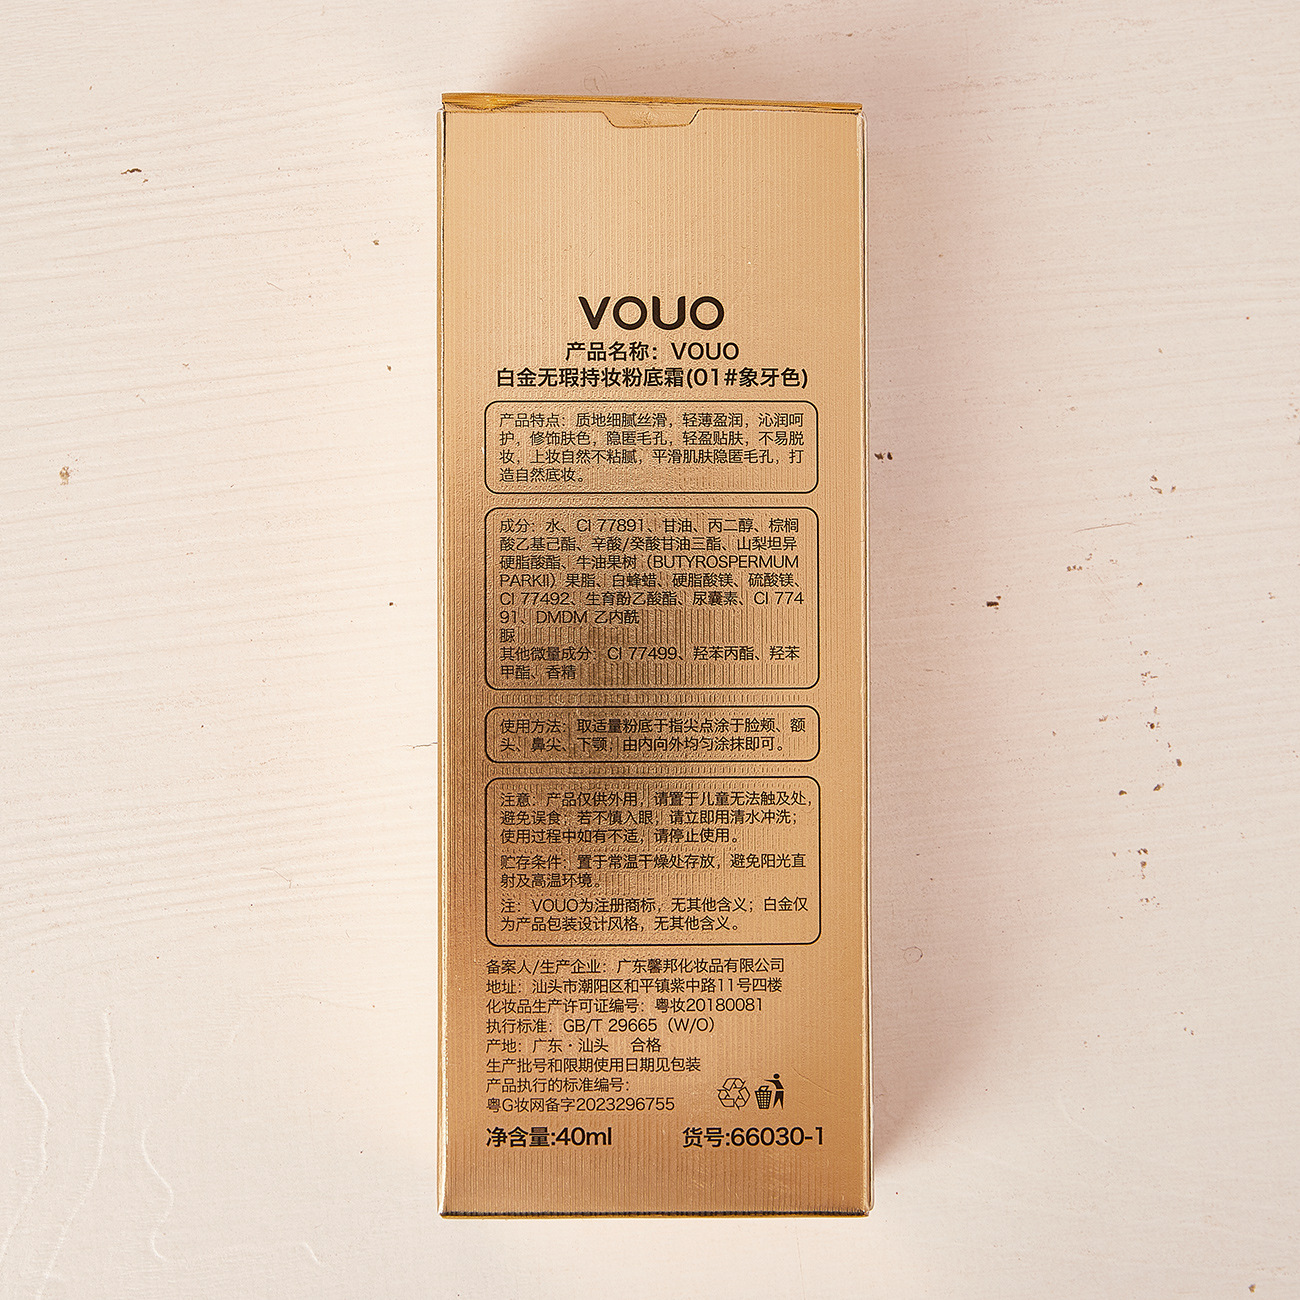 VOUO
产品名称：VOUO
白金无瑕持妆粉底霜(01#象牙色)
产品特点：质地细腻丝滑，轻薄盈润，沁润呵
护，修饰肤色，隐匿毛孔，轻盈贴肤，不易脱
妆，上妆自然不粘腻，平滑肌肤隐匿毛孔，打
造自然底妆。
成分：水、CI 77891、甘油、丙二醇、棕榈
酸乙基己酯、辛酸/癸酸甘油三酯、山梨坦异
硬脂酸酯、牛油果树（BUTYROSPERMUM
PARKII）果脂、白蜂蜡、硬脂酸镁、硫酸镁、
CI 77492、生育酚乙酸酯、尿囊素、CI 774
91、DMDM 乙内酰
脲
其他微量成分：CI 77499、羟苯丙酯、羟苯
甲酯、香精
使用方法：取适量粉底于指尖点涂于脸颊、额
头、鼻尖、下颚，由内向外均匀涂抹即可。
注意：产品仅供外用，请置于儿童无法触及处，
避免误食；若不慎入眼，请立即用清水冲洗；
使用过程中如有不适，请停止使用。
贮存条件：置于常温干燥处存放，避免阳光直
射及高温环境。
注：VOUO为注册商标，无其他含义；白金仅
为产品包装设计风格，无其他含义。
备案人/生产企业：广东馨邦化妆品有限公司
地址：汕头市潮阳区和平镇紫中路11号四楼
化妆品生产许可证编号：粤妆20180081
执行标准：GB/T 29665（W/O）
产地：广东·汕头 合格
生产批号和限期使用日期见包装
产品执行的标准编号：
粤G妆网备字2023296755
净含量:40ml 货号:66030-1